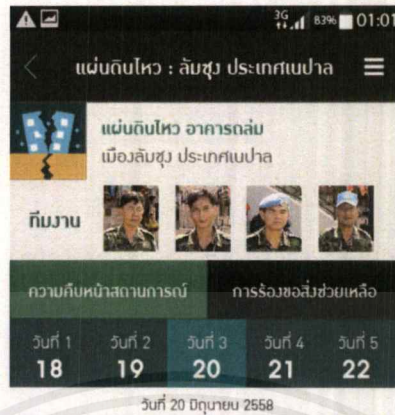 3G 83% 01:01
แผ่นดินไหว : ลัมชุง ประเทศเนปาล
แผ่นดินไหว อาคารถล่ม
เมืองลัมชุง ประเทศเนปาล
ทีมงาน
ความคืบหน้าสถานการณ์ การร้องขอสิ่งช่วยเหลือ
วันที่ 1 วันที่ 2 วันที่ 3 วันที่ 4 วันที่ 5
18 19 20 21 22
วันที่ 20 มิถุนายน 2558